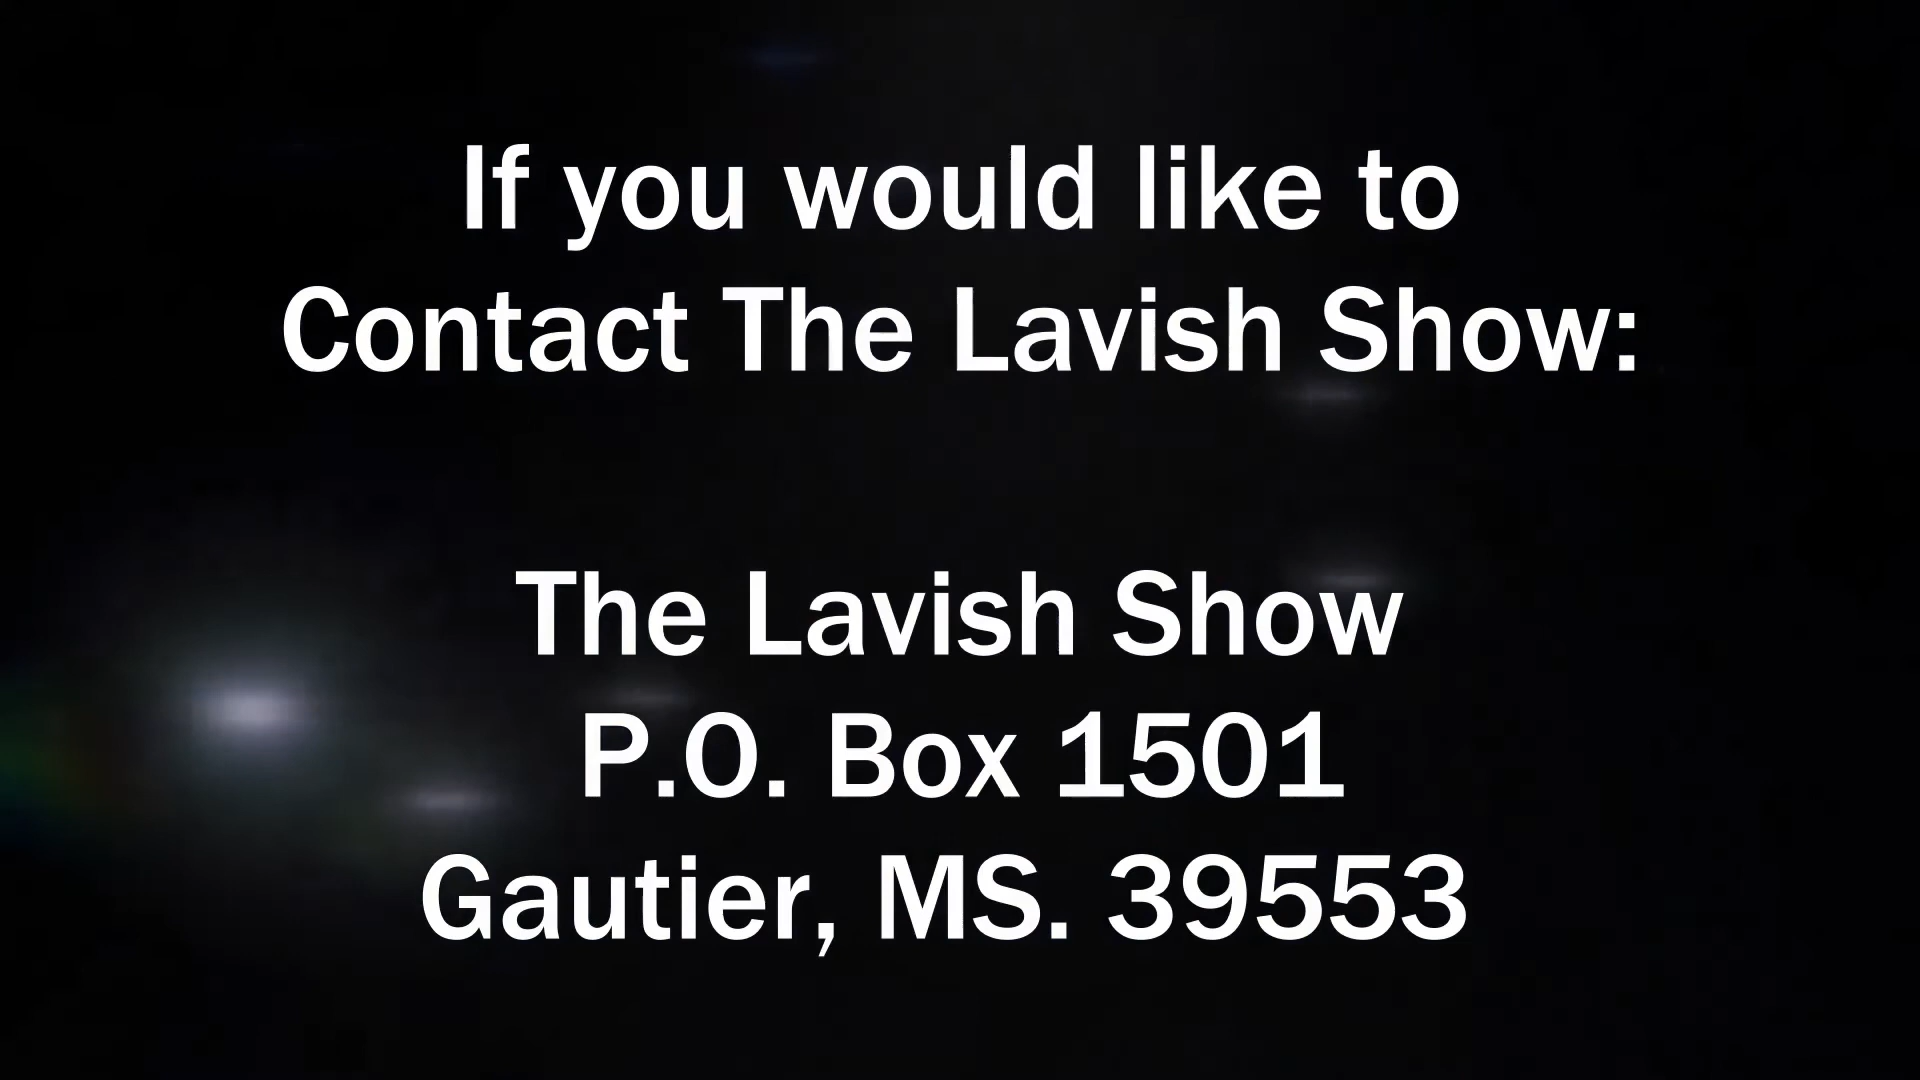 If you would like to
Contact The Lavish Show:
The Lavish Show
P.O. Box 1501
Gautier, MS. 39553